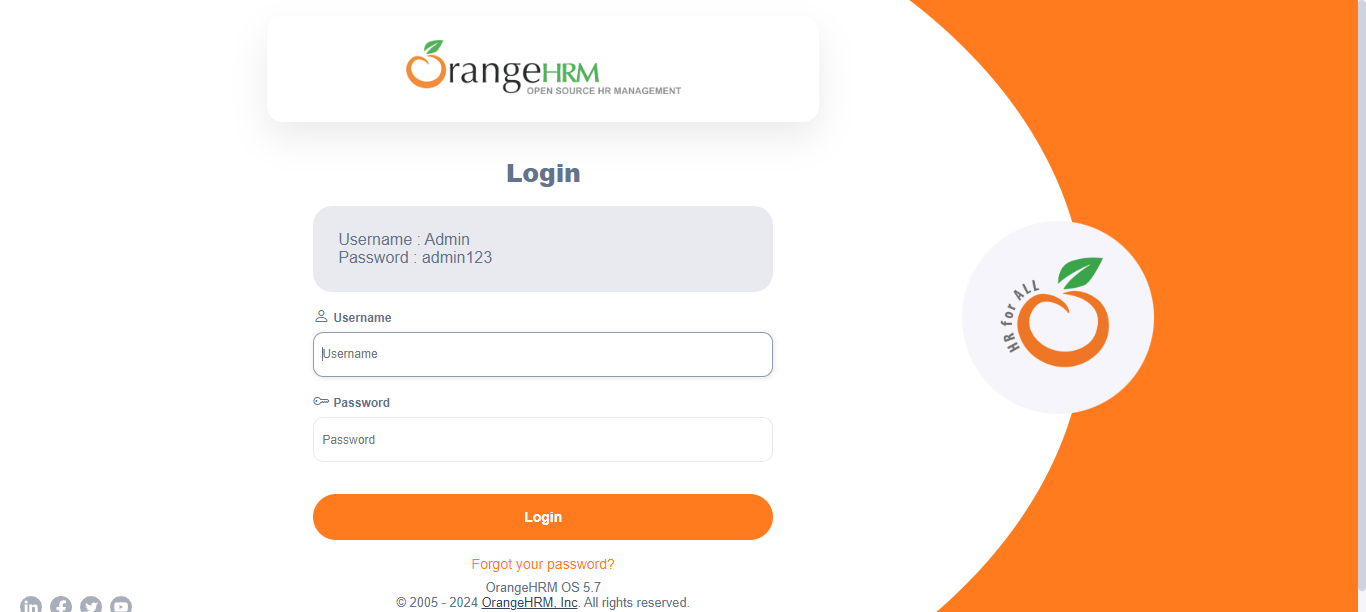 OrangeHRM
OPEN SOURCE HR MANAGEMENT
Login
Username : Admin
Password : admin123
Username
Username
Password
Password
Login
Forgot your password?
OrangeHRM OS 5.7
© 2005 - 2024 OrangeHRM, Inc. All rights reserved.
HR for ALL